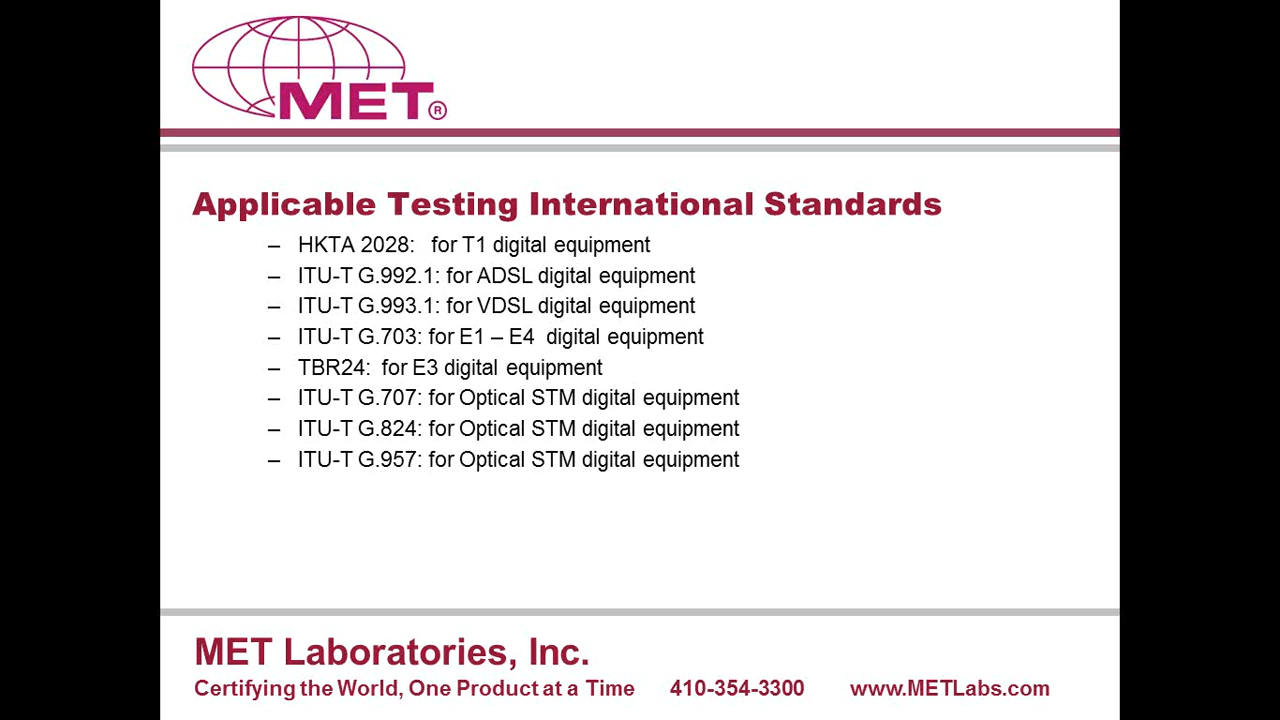 MET®
Applicable Testing International Standards
– HKTA 2028: for T1 digital equipment
– ITU-T G.992.1: for ADSL digital equipment
– ITU-T G.993.1: for VDSL digital equipment
– ITU-T G.703: for E1 – E4 digital equipment
– TBR24: for E3 digital equipment
– ITU-T G.707: for Optical STM digital equipment
– ITU-T G.824: for Optical STM digital equipment
– ITU-T G.957: for Optical STM digital equipment
MET Laboratories, Inc.
Certifying the World, One Product at a Time 410-354-3300 www.METLabs.com